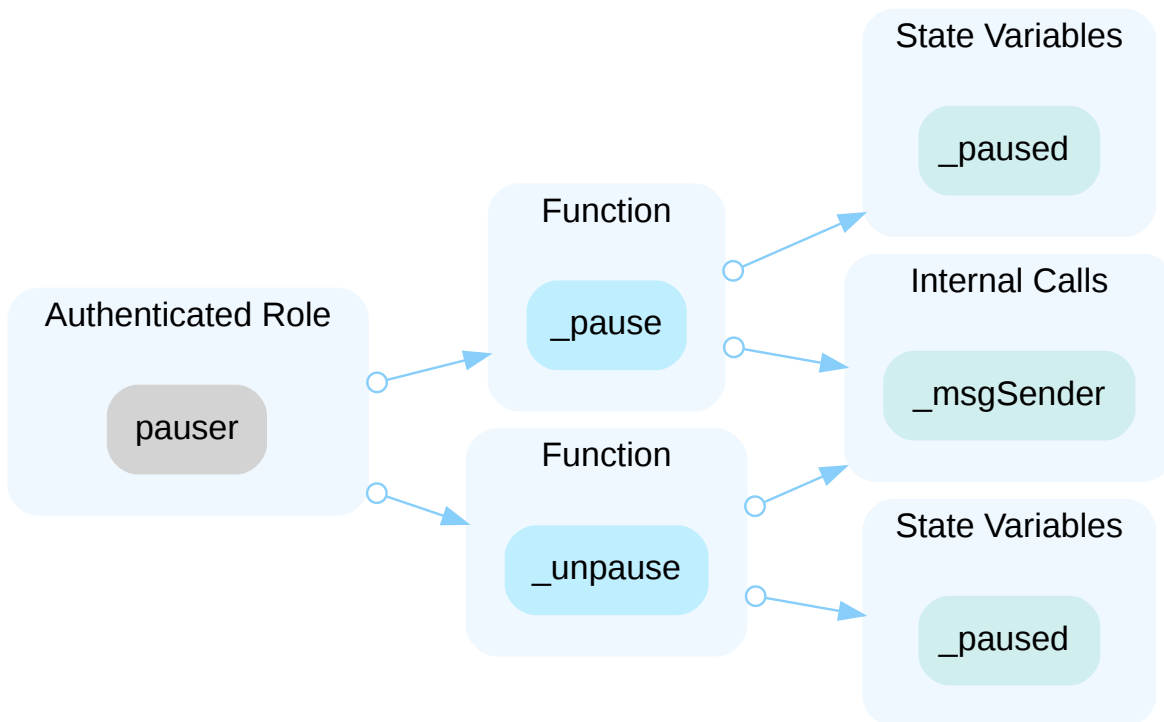 Authenticated Role
pauser
Function
_pause
Function
_unpause
State Variables
_paused
Internal Calls
_msgSender
State Variables
_paused